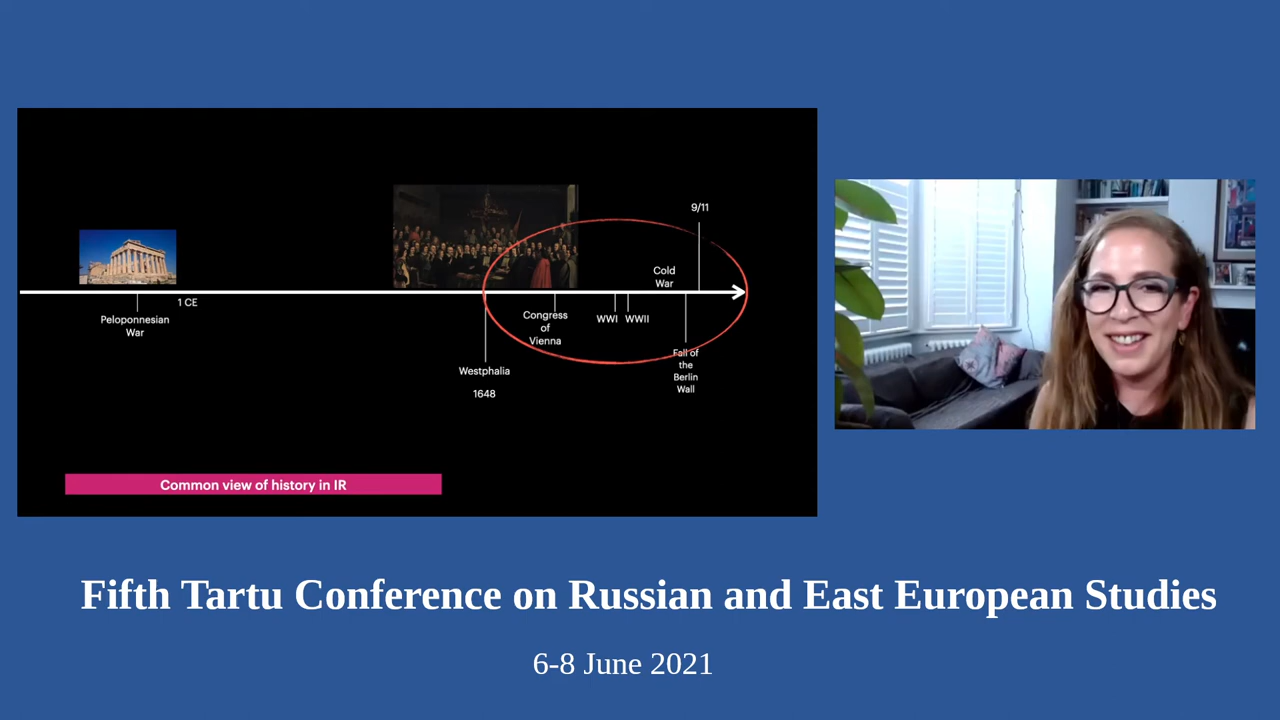 9/11
Cold
War
1 CE
Peloponnesian
War
Congress
of
Vienna
WWI WWII
Fall of
the
Berlin
Wall
Westphalia
1648
Common view of history in IR
Fifth Tartu Conference on Russian and East European Studies
6-8 June 2021